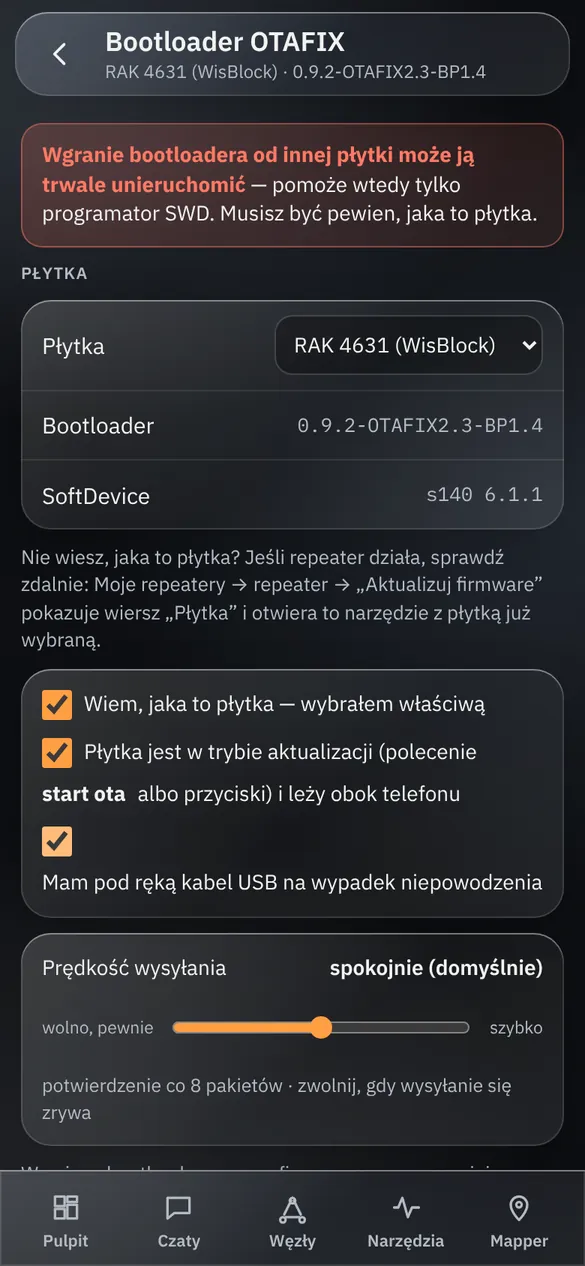 Bootloader OTAFIX
RAK 4631 (WisBlock) · 0.9.2-OTAFIX2.3-BP1.4
Wgranie bootloadera od innej płytki może ją
trwale unieruchomić — pomoże wtedy tylko
programator SWD. Musisz być pewien, jaka to płytka.
PŁYTKA
Płytka
RAK 4631 (WisBlock)
Bootloader
0.9.2-OTAFIX2.3-BP1.4
SoftDevice
s140 6.1.1
Nie wiesz, jaka to płytka? Jeśli repeater działa, sprawdź
zdalnie: Moje repeatery → repeater → „Aktualizuj firmware”
pokazuje wiersz „Płytka” i otwiera to narzędzie z płytką już
wybraną.
Wiem, jaka to płytka — wybrałem właściwą
Płytka jest w trybie aktualizacji (polecenie
start ota albo przyciski) i leży obok telefonu
Mam pod ręką kabel USB na wypadek niepowodzenia
Prędkość wysyłania
spokojnie (domyślnie)
wolno, pewnie
szybko
potwierdzenie co 8 pakietów · zwolnij, gdy wysyłanie się
zrywa
Pulpit
Czaty
Węzły
Narzędzia
Mapper